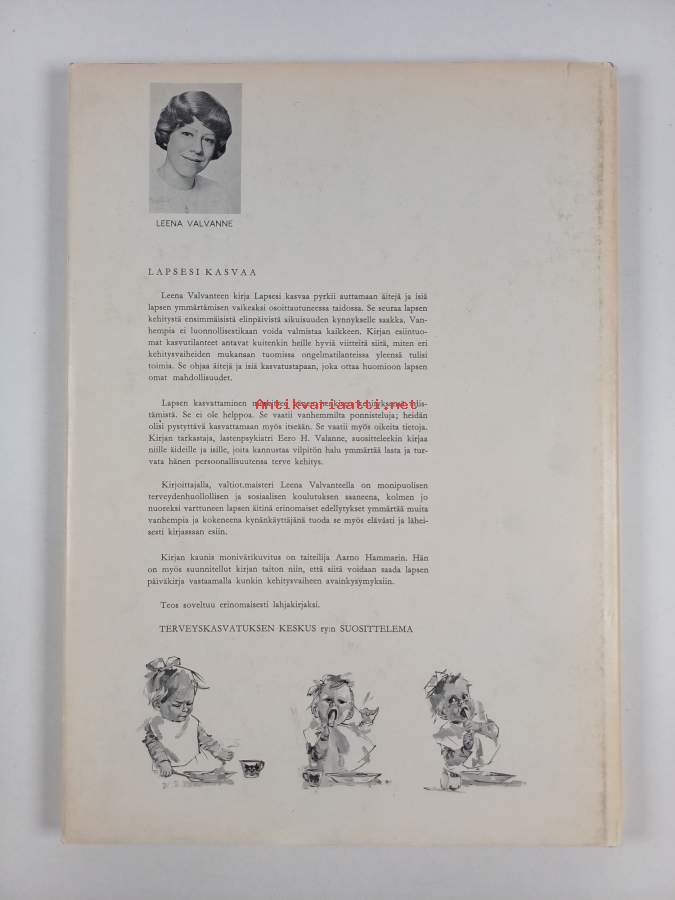 LEENA VALVANNE
LAPSESI KASVAA
Leena Valvanteen kirja Lapsesi kasvaa pyrkii auttamaan äitejä ja isiä
lapsen ymmärtämisen vaikeaksi osoittautuneessa taidossa. Se seuraa lapsen
kehitystä ensimmäisistä elinpäivistä aikuisuuden kynnykselle saakka. Van-
hempia ei luonnollisestikaan voida valmistaa kaikkeen. Kirjan esiintuo-
mat kasvutilanteet antavat kuitenkin heille hyviä viitteitä siitä, miten eri
kehitysvaiheiden mukanaan tuomissa ongelmatilanteissa yleensä tulisi
toimia. Se ohjaa äitejä ja isiä kasvatustapaan, joka ottaa huomioon lapsen
omat mahdollisuudet.
Lapsen kasvattaminen
Antikvariaatti.net
tämistä. Se ei ole helppoa. Se vaatii vanhemmilta ponnisteluja; heidän
olisi pystyttävä kasvattamaan myös itseään. Se vaatii myös oikeita tietoja.
Kirjan tarkastaja, lastenpsykiatri Eero H. Valanne, suositteleekin kirjaa
niille äideille ja isille, joita kannustaa vilpitön halu ymmärtää lasta ja tur-
vata hänen persoonallisuutensa terve kehitys.
Kirjoittajalla, valtiot.maisteri Leena Valvanteella on monipuolisen
terveydenhuollollisen ja sosiaalisen koulutuksen saaneena, kolmen jo
nuoreksi varttuneen lapsen äitinä erinomaiset edellytykset ymmärtää muita
vanhempia ja kokeneena kynänkäyttäjänä tuoda se myös elävästi ja lähei-
sesti kirjassaan esiin.
Kirjan kaunis monivärikuvitus on taiteilija Aarno Hammarin. Hän
on myös suunnitellut kirjan taiton niin, että siitä voidaan saada lapsen
päiväkirja vastaamalla kunkin kehitysvaiheen avainkysymyksiin.
Teos soveltuu erinomaisesti lahjakirjaksi.
TERVEYSKASVATUKSEN KESKUS ry:n SUOSITTELEMA